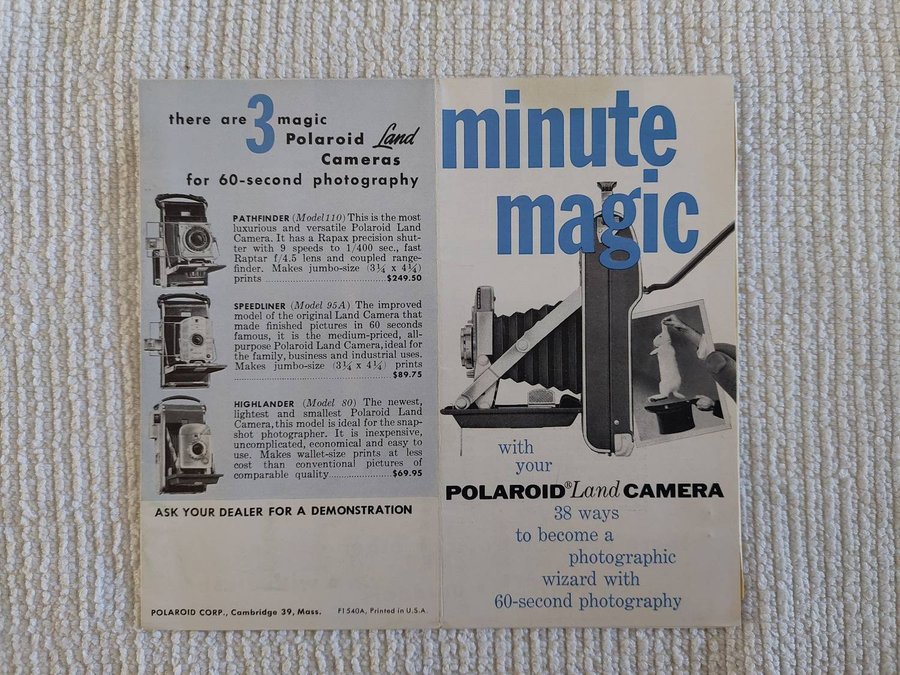 there are 3 magic
Polaroid Land
Cameras
for 60-second photography
PATHFINDER (Model 110) This is the most
luxurious and versatile Polaroid Land
Camera. It has a Rapax precision shut-
ter with 9 speeds to 1/400 sec., fast
Raptar f/4.5 lens and coupled range-
finder. Makes jumbo-size (3¼ x 4¼)
prints ........................................$249.50
SPEEDLINER (Model 95A) The improved
model of the original Land Camera that
made finished pictures in 60 seconds
famous, it is the medium-priced, all-
purpose Polaroid Land Camera, ideal for
the family, business and industrial uses.
Makes jumbo-size (3¼ x 4¼) prints
........................................$89.75
HIGHLANDER (Model 80) The newest,
lightest and smallest Polaroid Land
Camera, this model is ideal for the snap-
shot photographer. It is inexpensive,
uncomplicated, economical and easy to
use. Makes wallet-size prints at less
cost than conventional pictures of
comparable quality....................$69.95
ASK YOUR DEALER FOR A DEMONSTRATION
POLAROID CORP., Cambridge 39, Mass. F1540A, Printed in U.S.A.
minute
magic
with
your
POLAROID® Land CAMERA
38 ways
to become a
photographic
wizard with
60-second photography